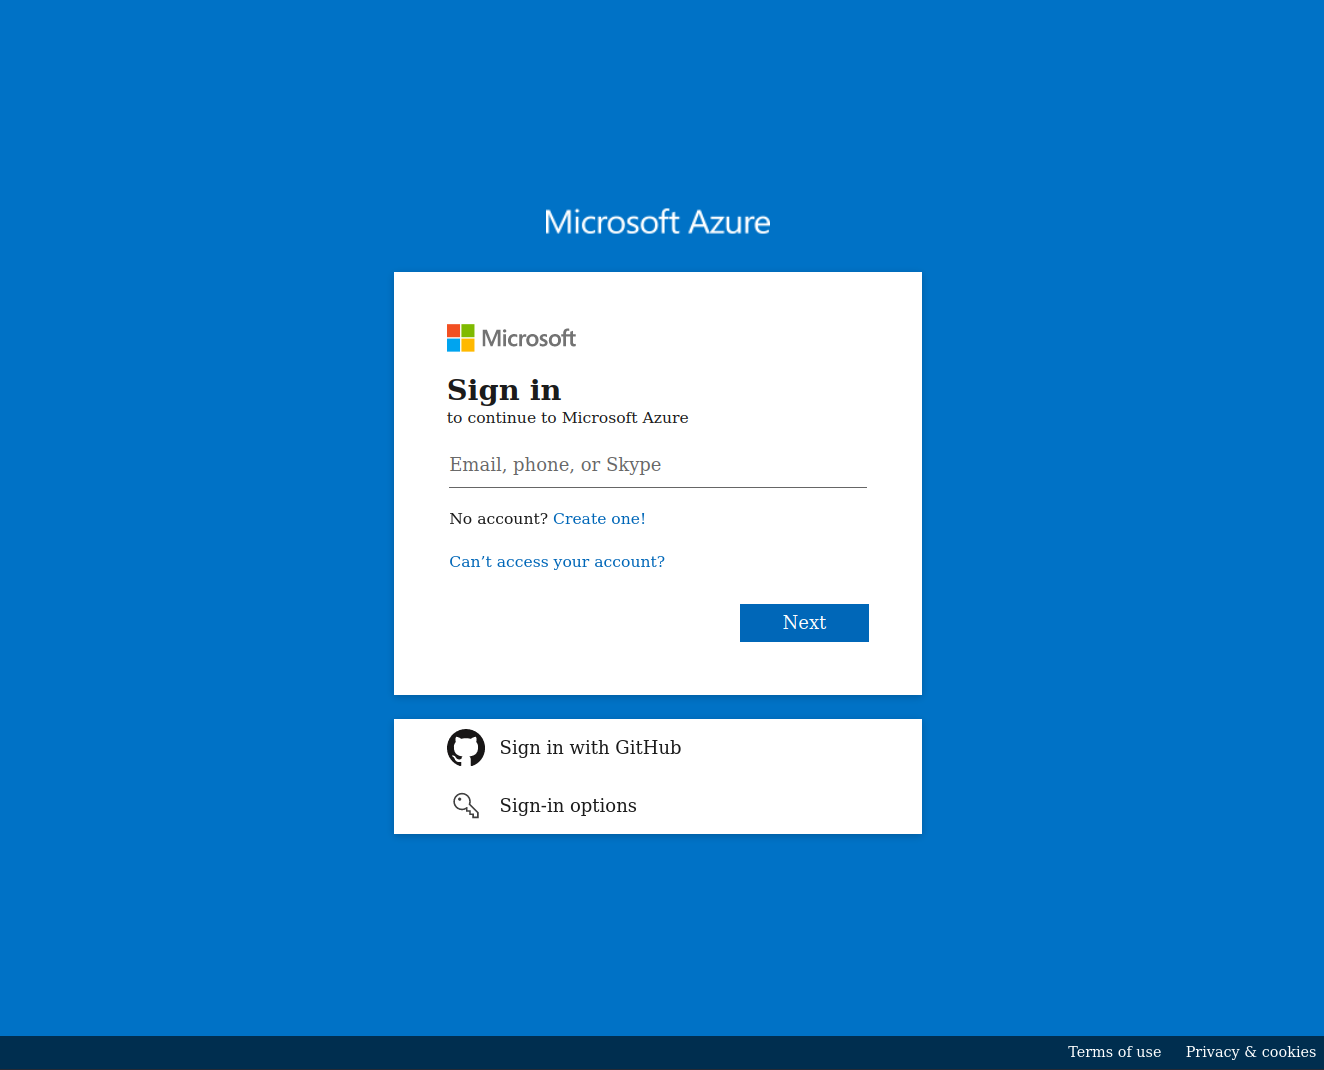 Microsoft Azure
Microsoft
Sign in
to continue to Microsoft Azure
Email, phone, or Skype
No account? Create one!
Can’t access your account?
Next
Sign in with GitHub
Sign-in options
Terms of use Privacy & cookies